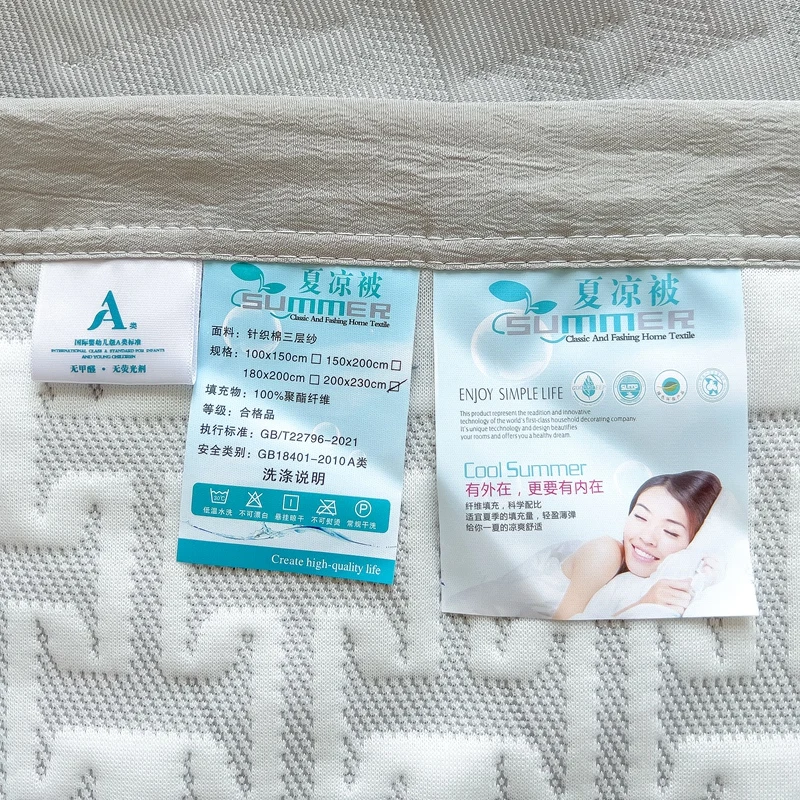 A类
国际婴幼儿A类标准
INTERNATIONAL CLASS A STANDARD FOR INFANTS
AND YOUNG CHILDREN
无甲醛·无荧光剂
夏凉被
SUMMER
Classic And Fashing Home Textile
面料：针织棉三层纱
规格：100x150cm□ 150x200cm□
180x200cm□ 200x230cm☑
填充物：100%聚酯纤维
等级：合格品
执行标准：GB/T22796-2021
安全类别：GB18401-2010 A类
洗涤说明
30℃
低温水洗 不可漂白 悬挂晾干 不可熨烫 常规干洗
Create high-quality life
夏凉被
SUMMER
Classic And Fashing Home Textile
ENJOY SIMPLE LIFE
SLEEP
This product represent the readition and innovative
technology of the world's first-class household decorating company
It's unique tecchnology and design beautifies
your rooms and offers you a healthy dream.
Cool Summer
有外在，更要有内在
纤维填充，科学配比
适宜夏季的填充量，轻盈薄弹
给你一夏的凉爽舒适